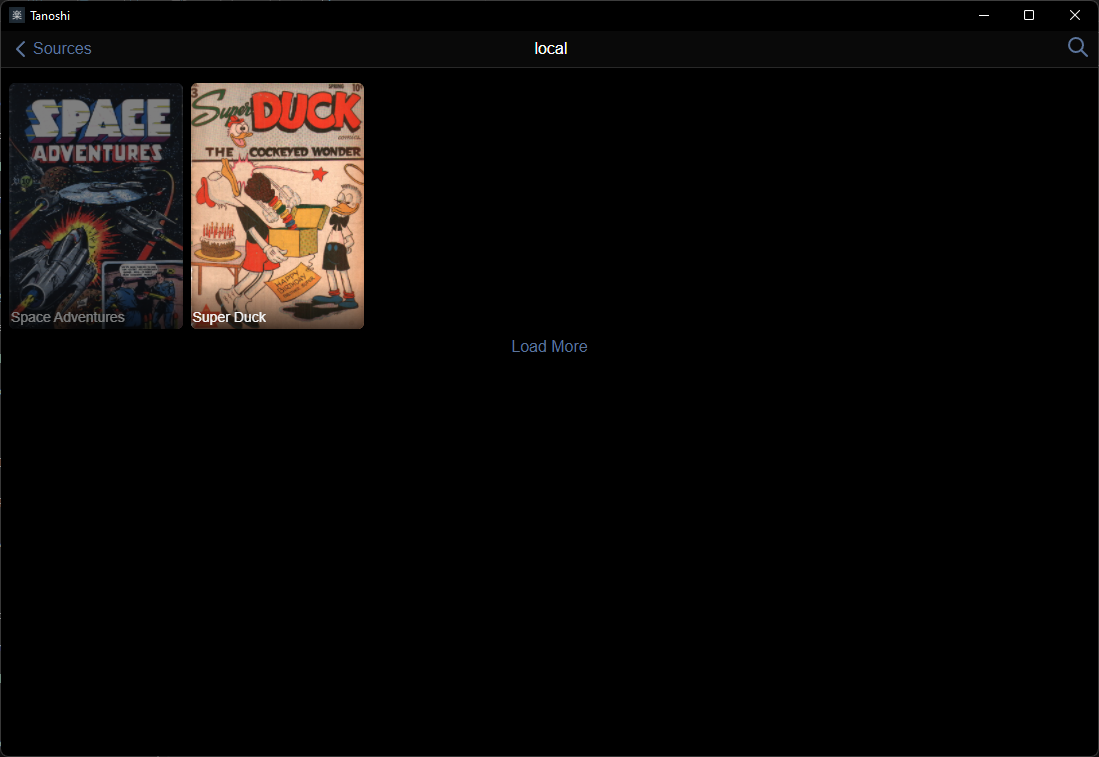 楽 Tanoshi
Sources
local
SPACE
ADVENTURES
Space Adventures
3
SPRING
10¢
Super DUCK
COMICS
THE COCKEYED WONDER
HAPPY
BIRTHDAY
Super Duck
Load More